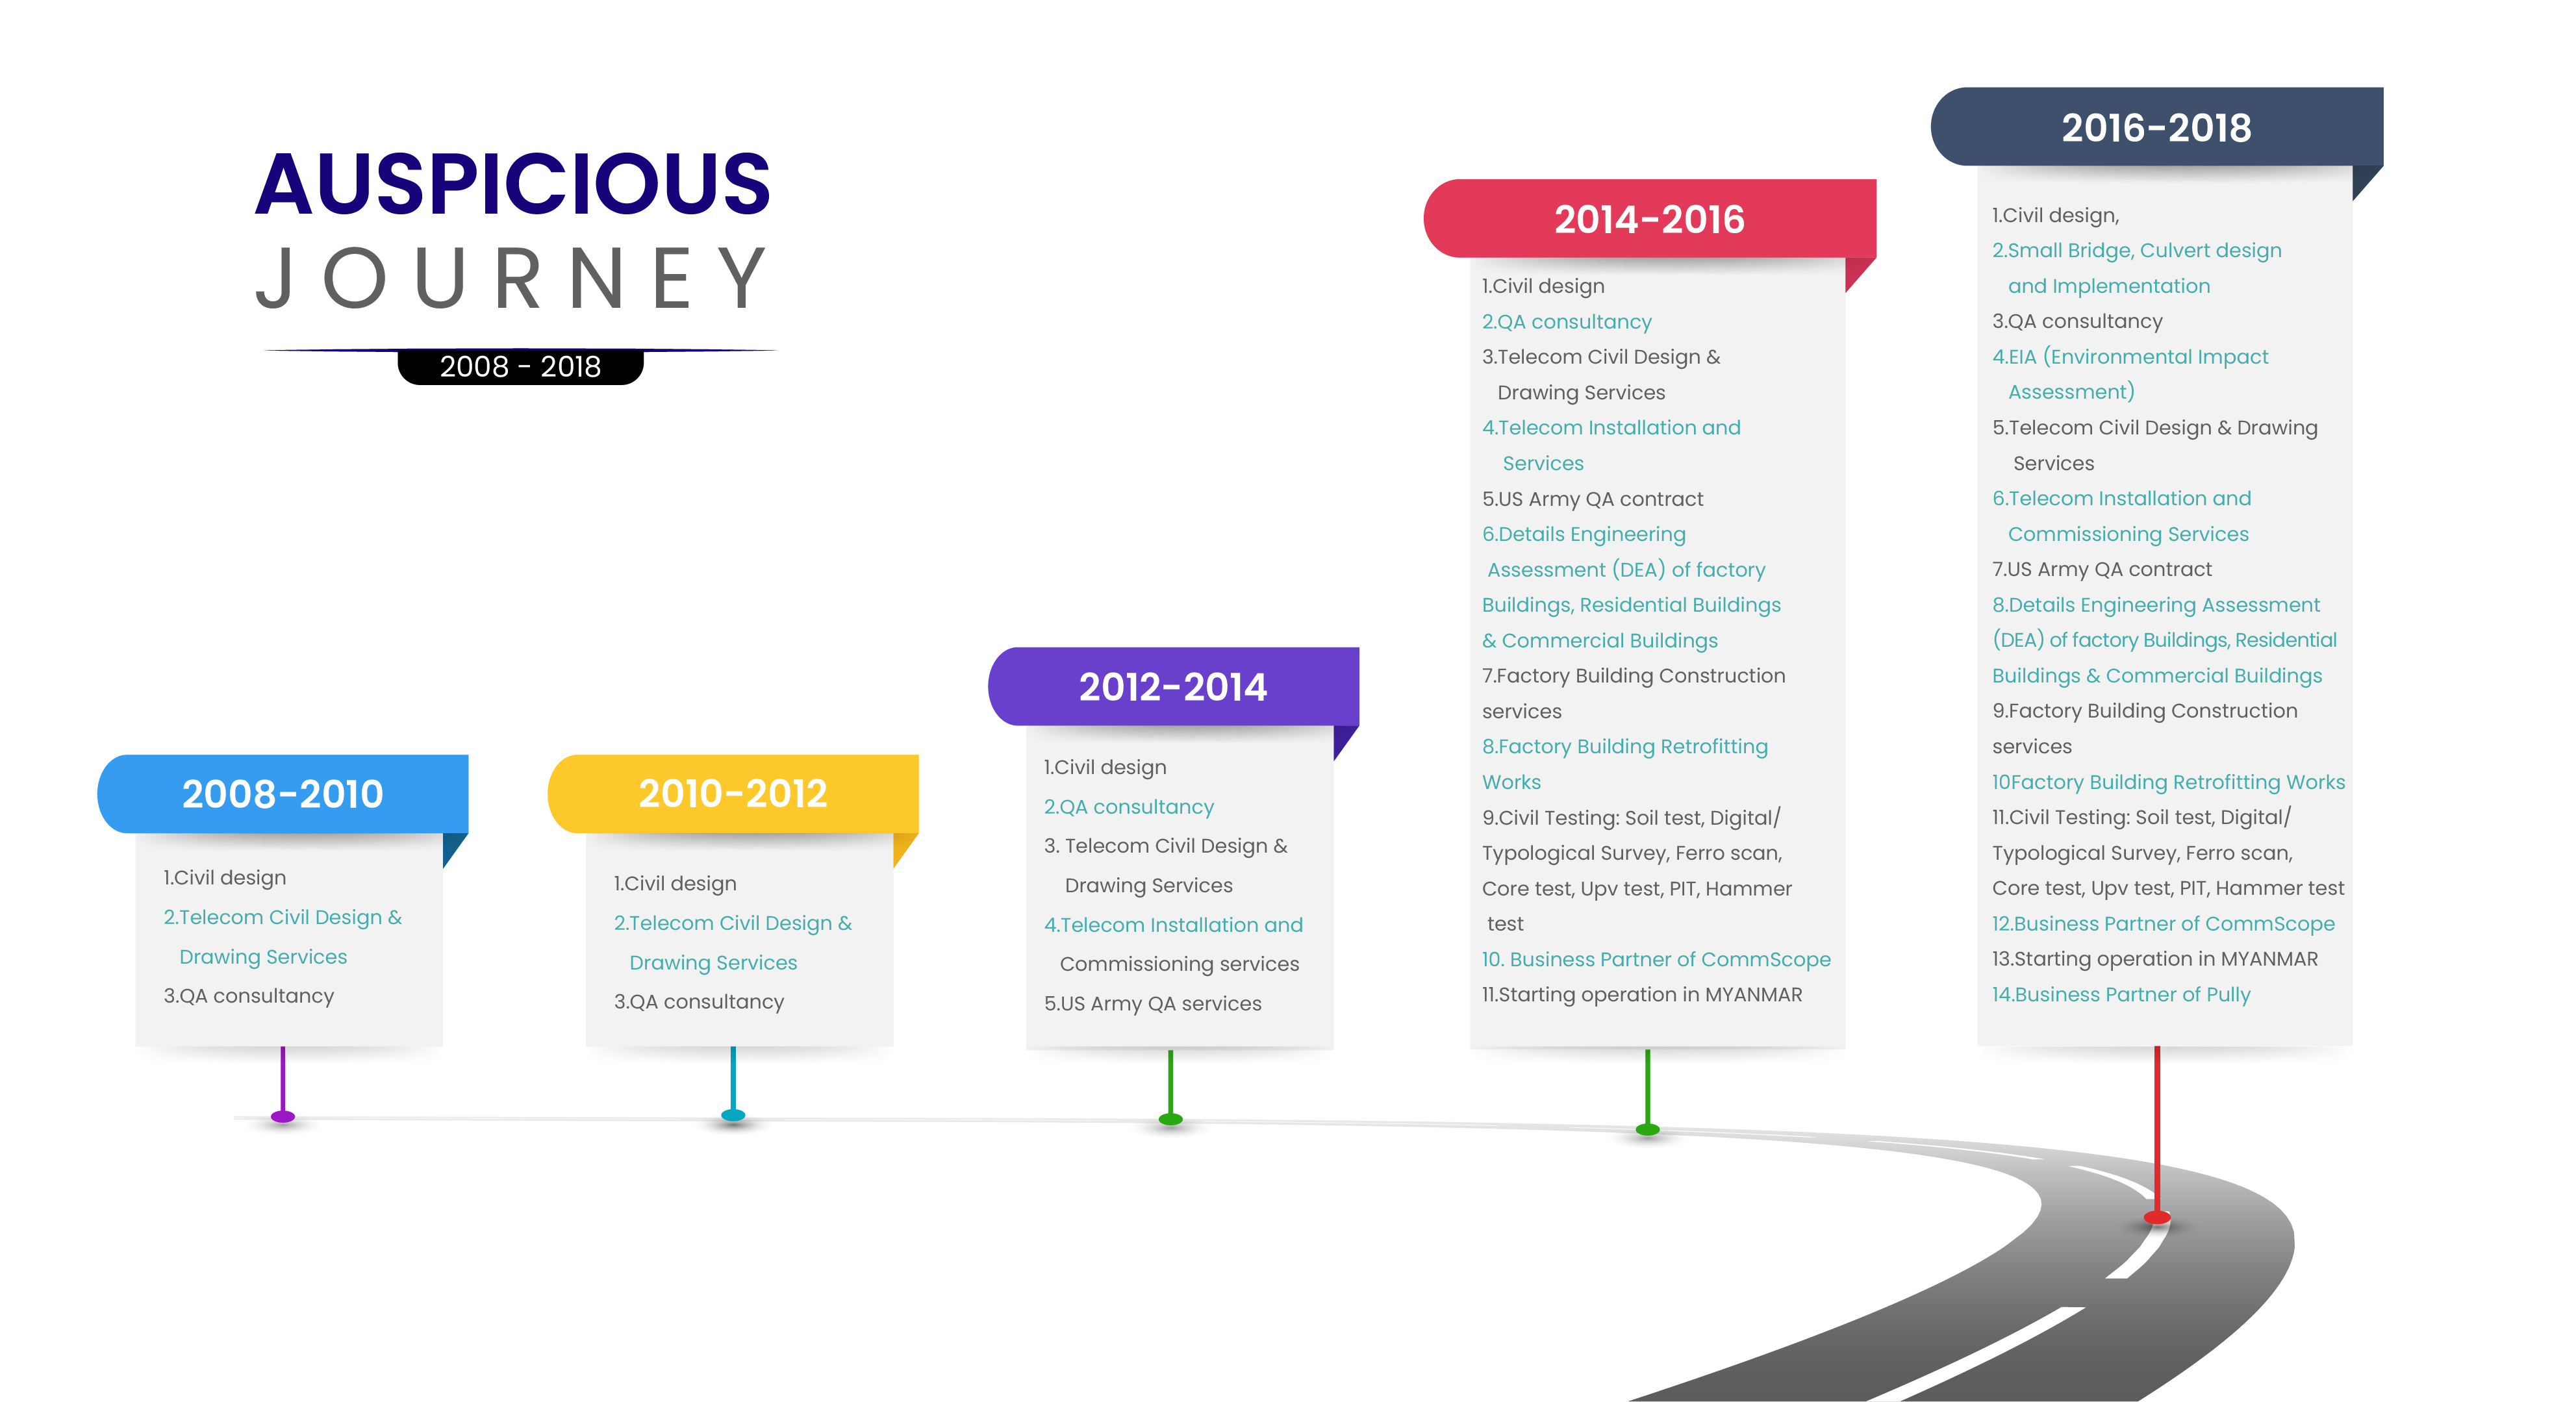 AUSPICIOUS
JOURNEY
2008 - 2018
2008-2010
1.Civil design
2.Telecom Civil Design &
Drawing Services
3.QA consultancy
2010-2012
1.Civil design
2.Telecom Civil Design &
Drawing Services
3.QA consultancy
2012-2014
1.Civil design
2.QA consultancy
3. Telecom Civil Design &
Drawing Services
4.Telecom Installation and
Commissioning services
5.US Army QA services
2014-2016
1.Civil design
2.QA consultancy
3.Telecom Civil Design &
Drawing Services
4.Telecom Installation and
Services
5.US Army QA contract
6.Details Engineering
Assessment (DEA) of factory
Buildings, Residential Buildings
& Commercial Buildings
7.Factory Building Construction
services
8.Factory Building Retrofitting
Works
9.Civil Testing: Soil test, Digital/
Typological Survey, Ferro scan,
Core test, Upv test, PIT, Hammer
test
10. Business Partner of CommScope
11.Starting operation in MYANMAR
2016-2018
1.Civil design,
2.Small Bridge, Culvert design
and Implementation
3.QA consultancy
4.EIA (Environmental Impact
Assessment)
5.Telecom Civil Design & Drawing
Services
6.Telecom Installation and
Commissioning Services
7.US Army QA contract
8.Details Engineering Assessment
(DEA) of factory Buildings, Residential
Buildings & Commercial Buildings
9.Factory Building Construction
services
10Factory Building Retrofitting Works
11.Civil Testing: Soil test, Digital/
Typological Survey, Ferro scan,
Core test, Upv test, PIT, Hammer test
12.Business Partner of CommScope
13.Starting operation in MYANMAR
14.Business Partner of Pully